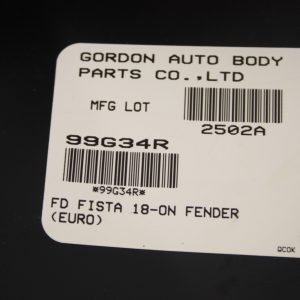 GORDON AUTO BODY
PARTS CO.,LTD
MFG LOT
2502A
99G34R
*99G34R*
FD FISTA 18-ON FENDER
(EURO)
QCOK